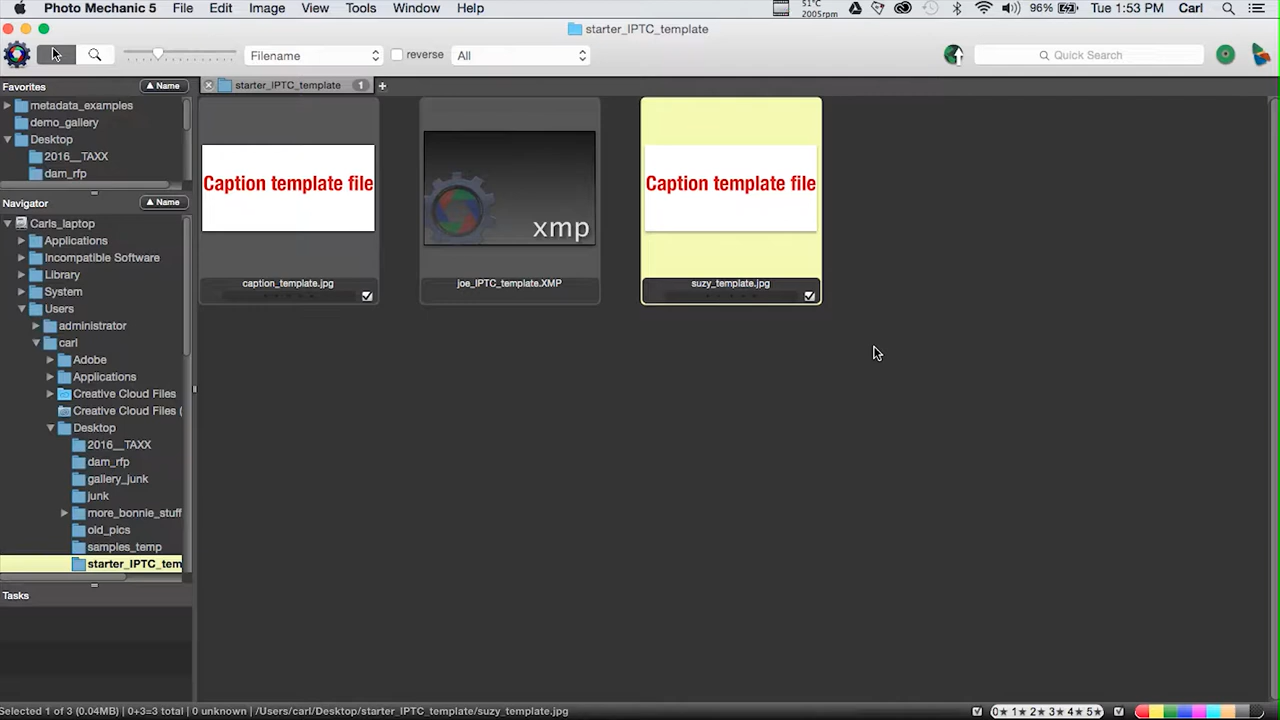 Photo Mechanic 5 File Edit Image View Tools Window Help 51°C 2005rpm 96% Tue 1:53 PM Carl
starter_IPTC_template
Filename reverse All Quick Search
Favorites Name
starter_IPTC_template 1
metadata_examples
demo_gallery
Desktop
2016__TAXX
dam_rfp
Navigator Name
Carls_laptop
Applications
Incompatible Software
Library
System
Users
administrator
carl
Adobe
Applications
Creative Cloud Files
Creative Cloud Files (
Desktop
2016__TAXX
dam_rfp
gallery_junk
junk
more_bonnie_stuff
old_pics
samples_temp
starter_IPTC_tem
Tasks
Caption template file
caption_template.jpg
xmp
joe_IPTC_template.XMP
Caption template file
suzy_template.jpg
Selected 1 of 3 (0.04MB) | 0+3=3 total | 0 unknown | /Users/carl/Desktop/starter_IPTC_template/suzy_template.jpg
0★ 1★ 2★ 3★ 4★ 5★